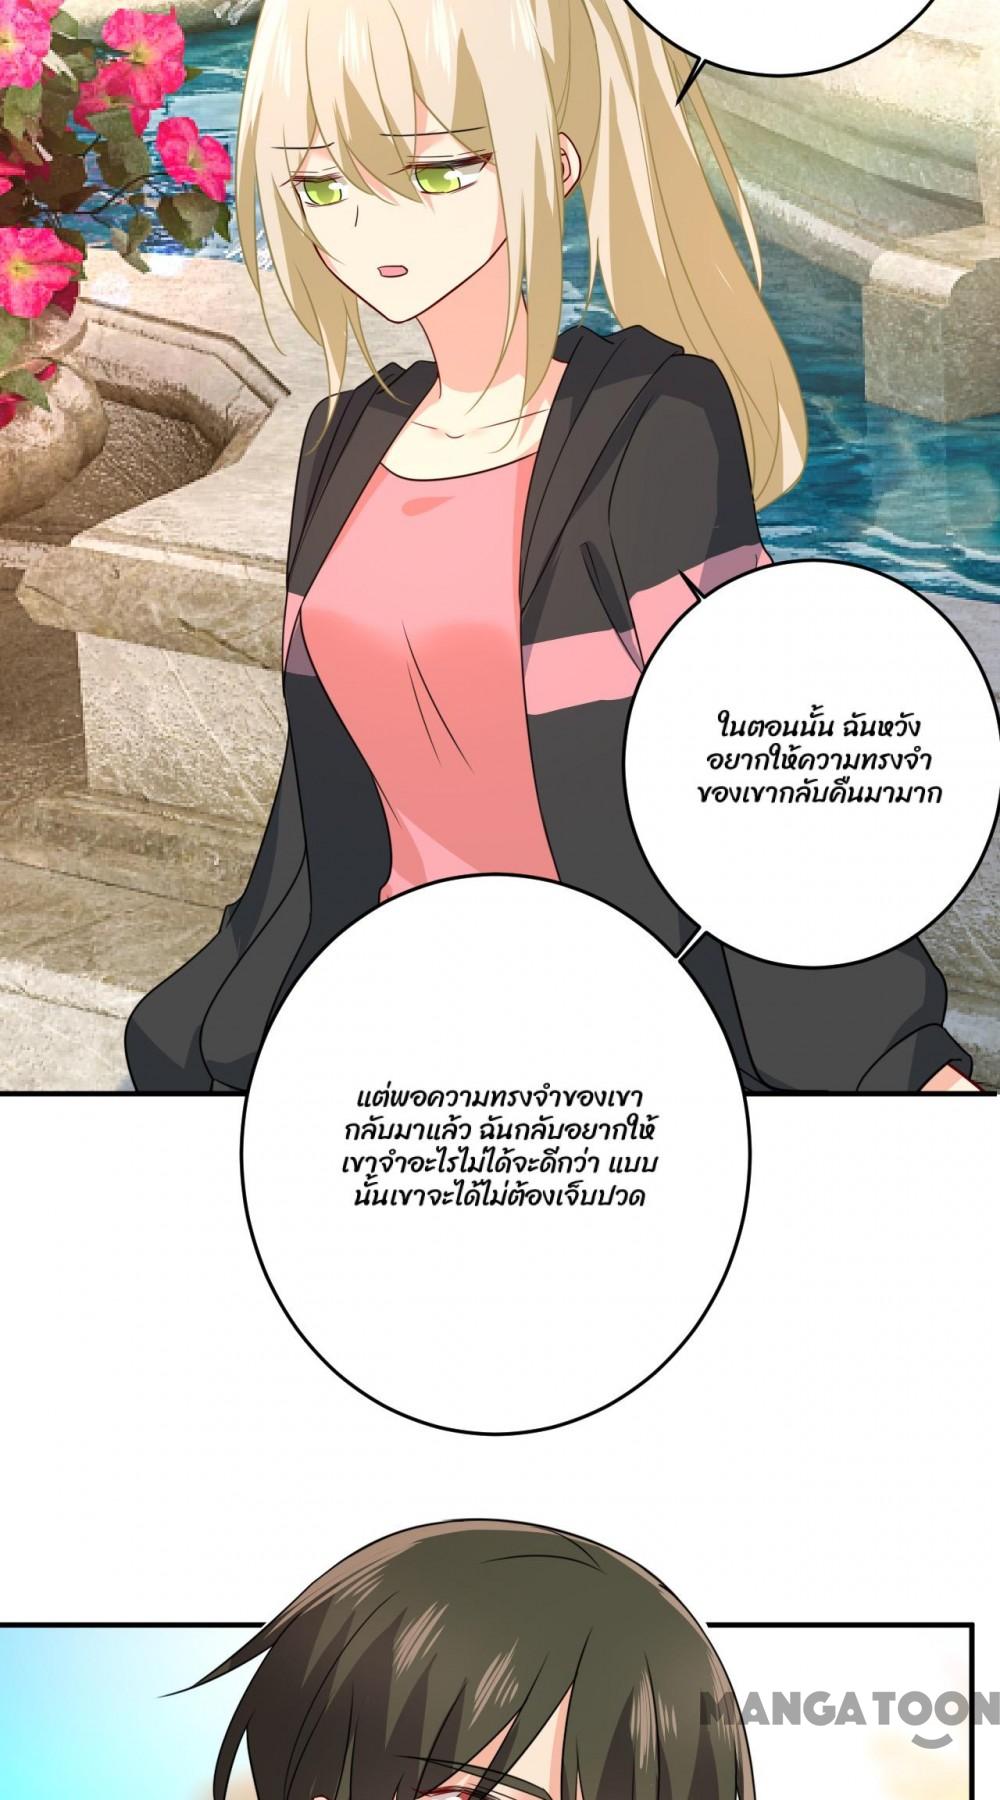 ในตอนนั้น ฉันหวัง
อยากให้ความทรงจำ
ของเขากลับคืนมามาก
แต่พอความทรงจำของเขา
กลับมาแล้ว ฉันกลับอยากให้
เขาจำอะไรไม่ได้จะดีกว่า แบบ
นั้นเขาจะได้ไม่ต้องเจ็บปวด
MANGATOON